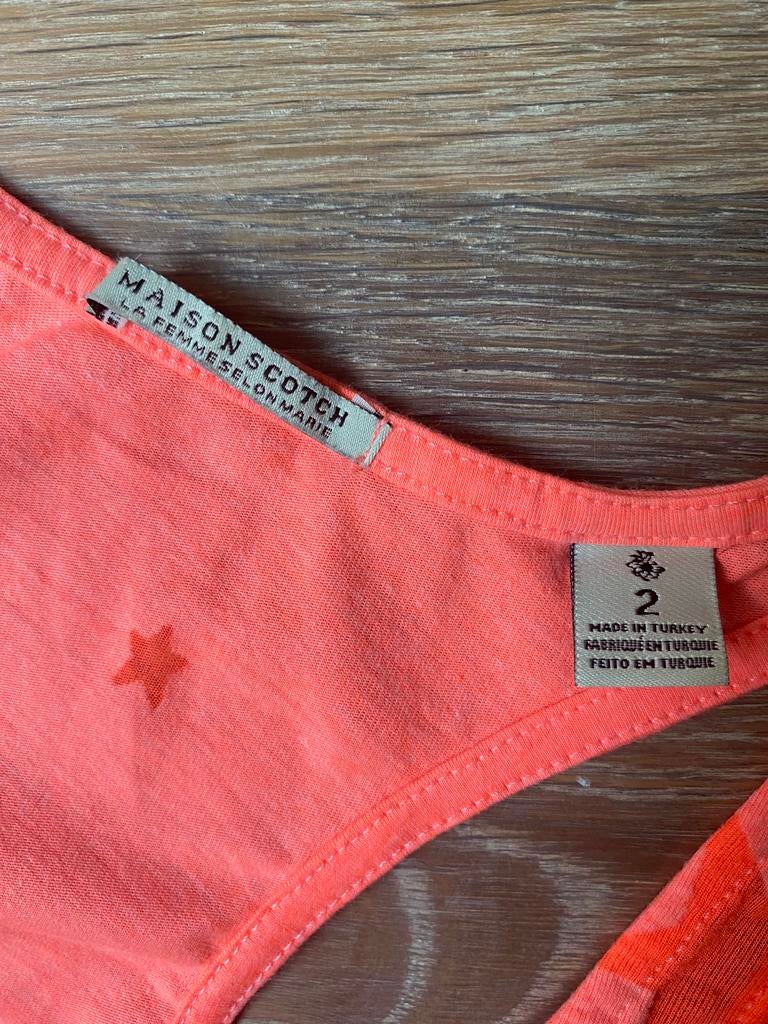 MAISON SCOTCH
LA FEMME SELON MARIE
2
MADE IN TURKEY
FABRIQUÉ EN TURQUIE
FEITO EM TURQUIE